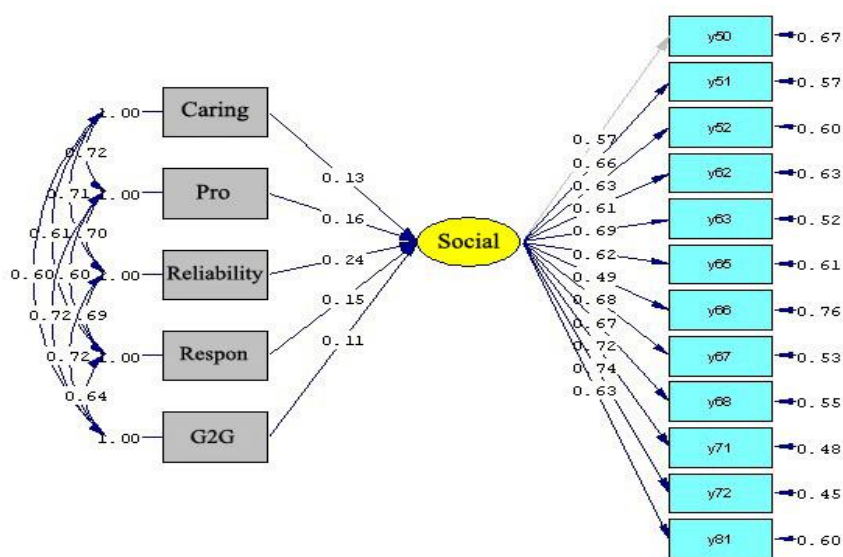 Caring
Pro
Reliability
Respon
G2G
1.00
1.00
1.00
1.00
1.00
0.72
0.71
0.70
0.61
0.60
0.60
0.72
0.69
0.72
0.64
0.13
0.16
0.24
0.15
0.11
Social
0.57
0.66
0.63
0.61
0.69
0.62
0.49
0.68
0.67
0.72
0.74
0.63
y50 0.67
y51 0.57
y52 0.60
y62 0.63
y63 0.52
y65 0.61
y66 0.76
y67 0.53
y68 0.55
y71 0.48
y72 0.45
y81 0.60